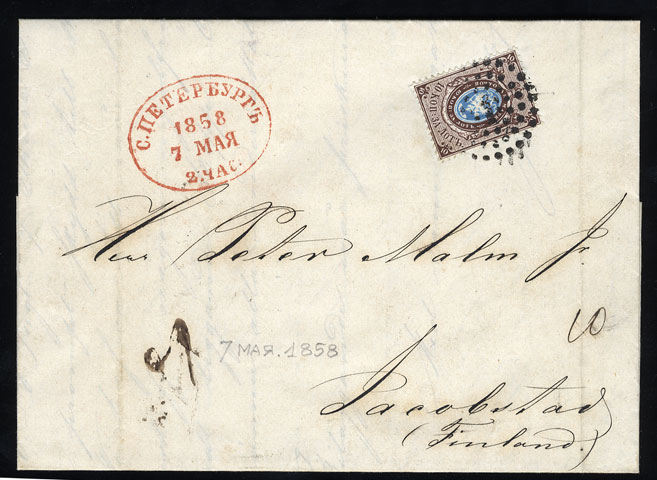 С.ПЕТЕРБУРГЪ
1858
7 МАЯ
2.ЧАС.
Herr Peter Malm Jr.
10
7 МАЯ.1858
Jacobstad
(Finland.)